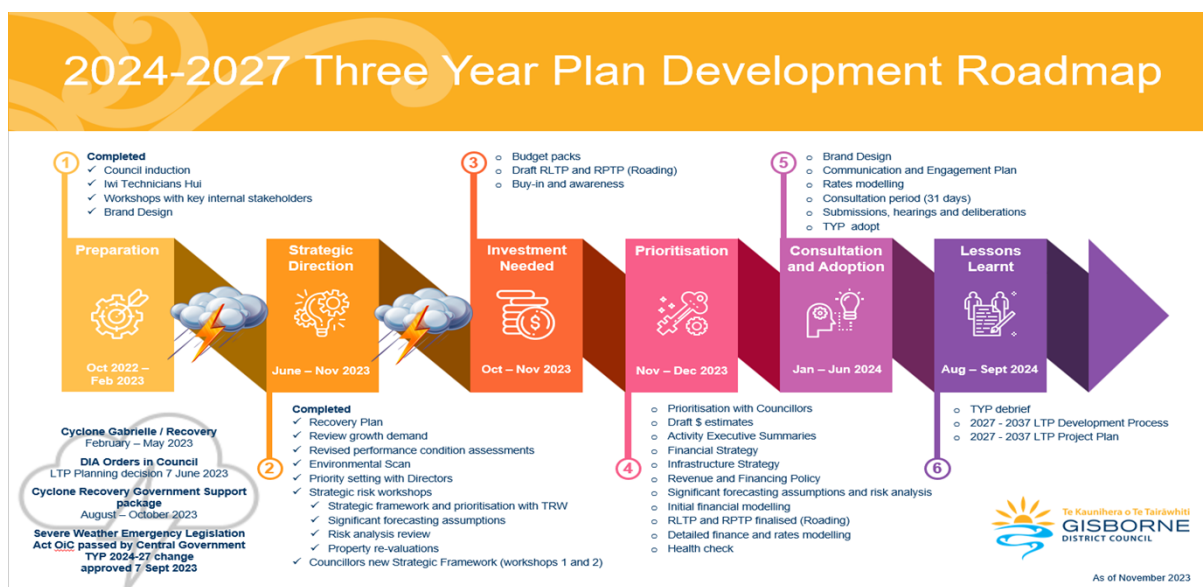 2024-2027 Three Year Plan Development Roadmap
1
Completed
✓ Council induction
✓ Iwi Technicians Hui
✓ Workshops with key internal stakeholders
✓ Brand Design
3
o Budget packs
o Draft RLTP and RPTP (Roading)
o Buy-in and awareness
5
o Brand Design
o Communication and Engagement Plan
o Rates modelling
o Consultation period (31 days)
o Submissions, hearings and deliberations
o TYP adopt
Preparation
Oct 2022 –
Feb 2023
Strategic
Direction
June – Nov 2023
Investment
Needed
Oct – Nov 2023
Prioritisation
Nov – Dec 2023
Consultation
and Adoption
Jan – Jun 2024
Lessons
Learnt
Aug – Sept 2024
Cyclone Gabrielle / Recovery
February – May 2023
DIA Orders in Council
LTP Planning decision 7 June 2023
Cyclone Recovery Government Support
package
August – October 2023
Severe Weather Emergency Legislation
Act OiC passed by Central Government
TYP 2024-27 change
approved 7 Sept 2023
2
Completed
✓ Recovery Plan
✓ Review growth demand
✓ Revised performance condition assessments
✓ Environmental Scan
✓ Priority setting with Directors
✓ Strategic risk workshops
✓ Strategic framework and prioritisation with TRW
✓ Significant forecasting assumptions
✓ Risk analysis review
✓ Property re-valuations
✓ Councillors new Strategic Framework (workshops 1 and 2)
4
o Prioritisation with Councillors
o Draft $ estimates
o Activity Executive Summaries
o Financial Strategy
o Infrastructure Strategy
o Revenue and Financing Policy
o Significant forecasting assumptions and risk analysis
o Initial financial modelling
o RLTP and RPTP finalised (Roading)
o Detailed finance and rates modelling
o Health check
6
o TYP debrief
o 2027 - 2037 LTP Development Process
o 2027 - 2037 LTP Project Plan
Te Kaunihera o Te Tairāwhiti
GISBORNE
DISTRICT COUNCIL
As of November 2023